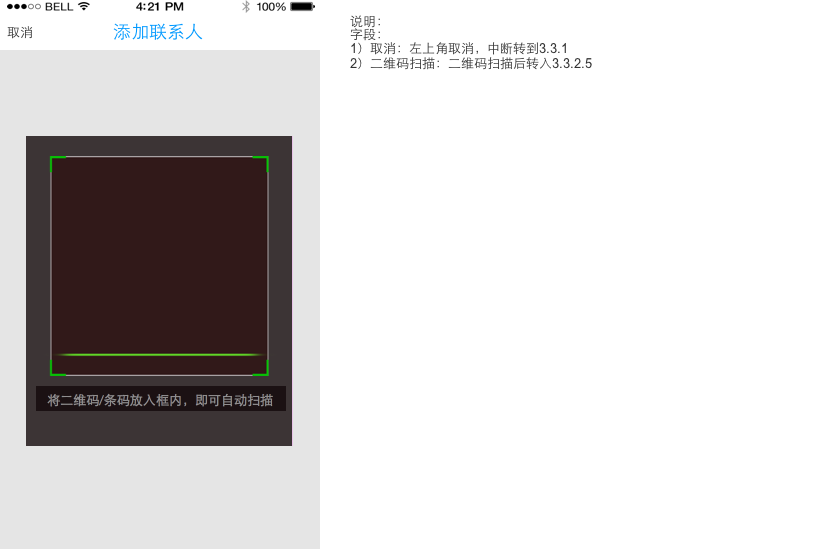 BELL 4:21 PM 100%
取消 添加联系人
将二维码/条码放入框内，即可自动扫描
说明：
字段：
1）取消：左上角取消，中断转到3.3.1
2）二维码扫描：二维码扫描后转入3.3.2.5